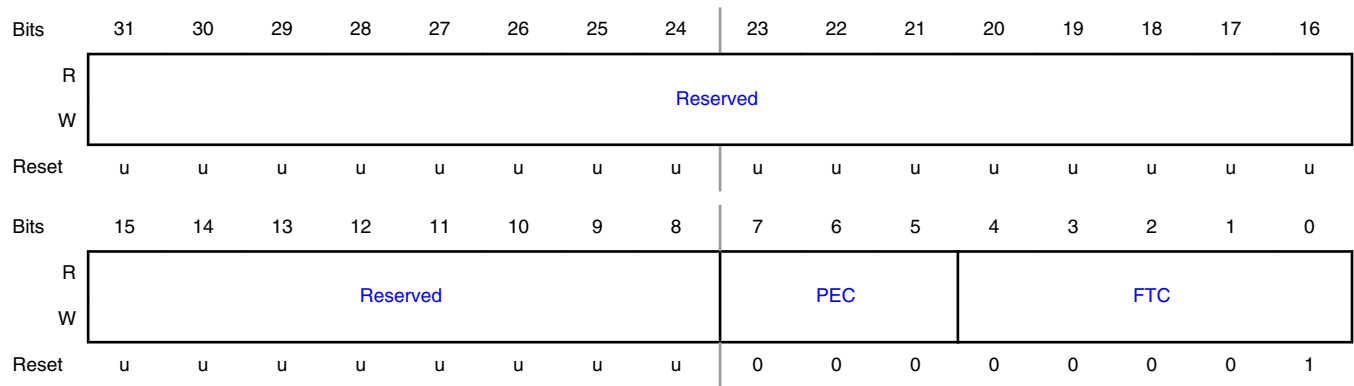 Bits 31 30 29 28 27 26 25 24 23 22 21 20 19 18 17 16
R
Reserved
W
Reset u u u u u u u u u u u u u u u u
Bits 15 14 13 12 11 10 9 8 7 6 5 4 3 2 1 0
R
Reserved PEC FTC
W
Reset u u u u u u u u 0 0 0 0 0 0 0 1